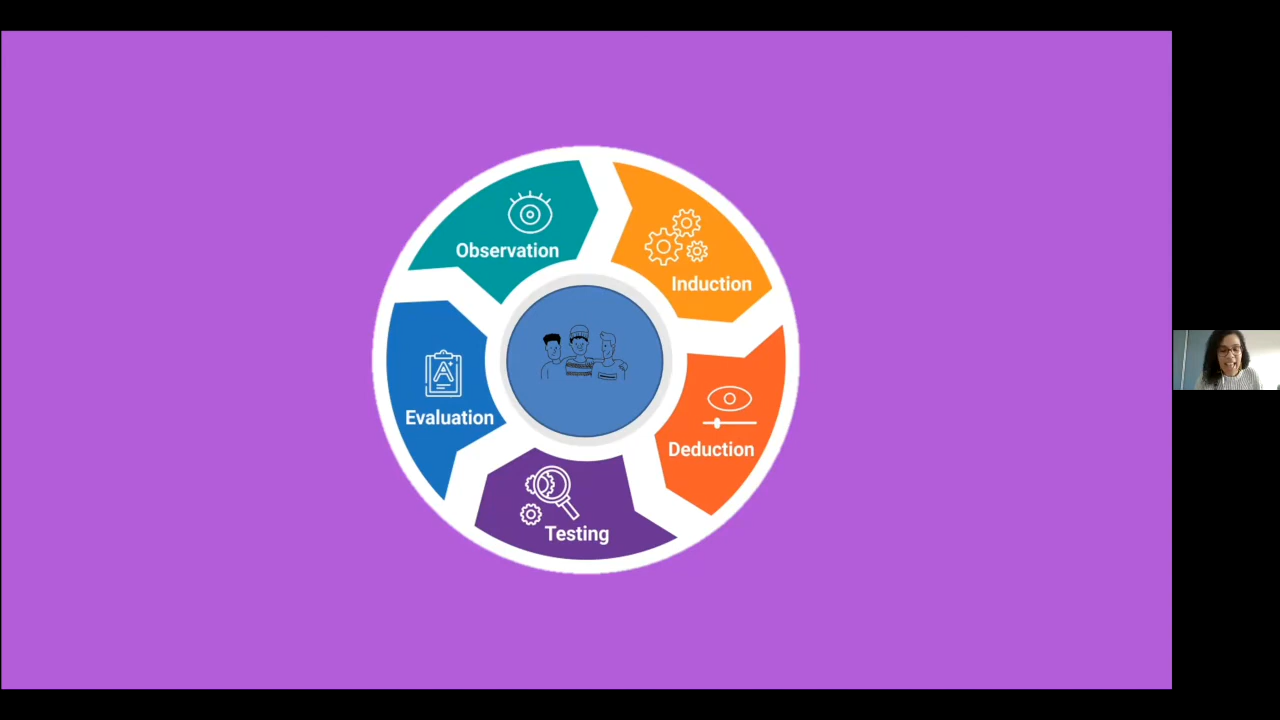 Observation
Induction
Deduction
Testing
Evaluation